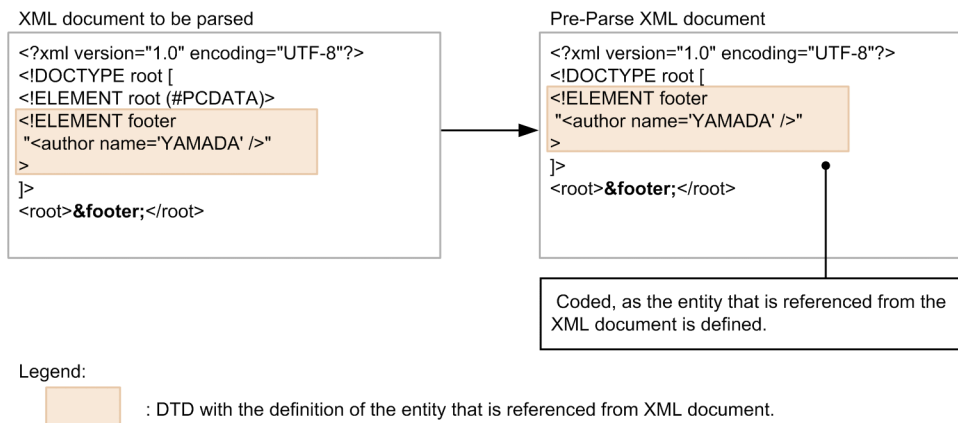 XML document to be parsed
<?xml version="1.0" encoding="UTF-8"?>
<!DOCTYPE root [
<!ELEMENT root (#PCDATA)>
<!ELEMENT footer
"<author name='YAMADA' />"
>
]>
<root>&footer;</root>
Pre-Parse XML document
<?xml version="1.0" encoding="UTF-8"?>
<!DOCTYPE root [
<!ELEMENT footer
"<author name='YAMADA' />"
>
]>
<root>&footer;</root>
Coded, as the entity that is referenced from the
XML document is defined.
Legend:
: DTD with the definition of the entity that is referenced from XML document.